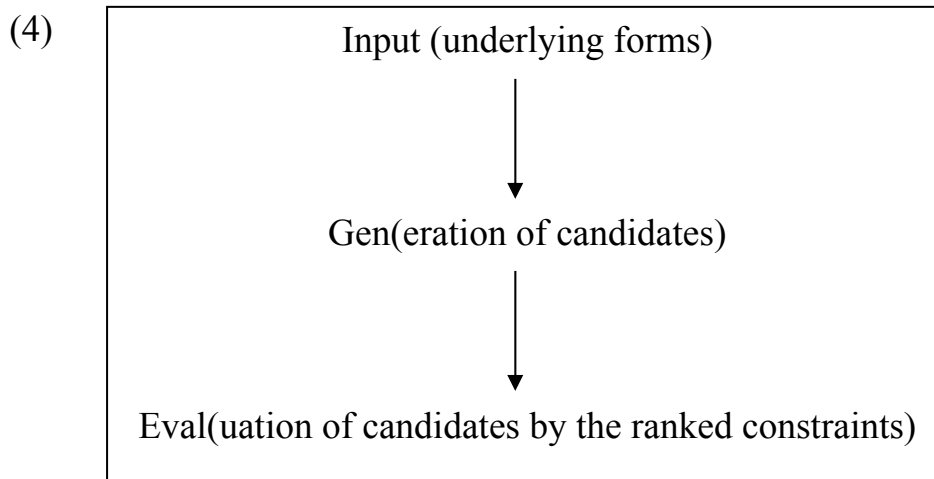 (4)
Input (underlying forms)
Gen(eration of candidates)
Eval(uation of candidates by the ranked constraints)